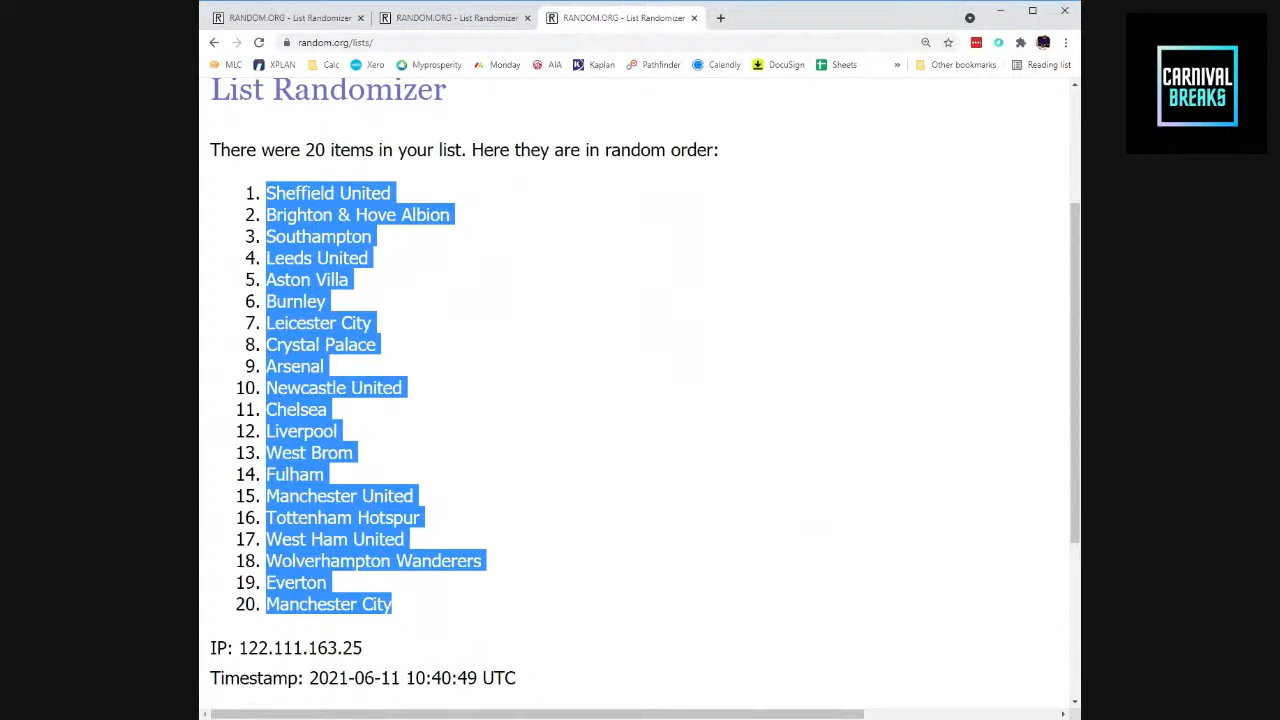 RANDOM.ORG - List Randomizer × RANDOM.ORG - List Randomizer × RANDOM.ORG - List Randomizer × +
random.org/lists/
MLC XPLAN Calc Xero Myprosperity Monday AIA Kaplan Pathfinder Calendly DocuSign Sheets » Other bookmarks Reading list
CARNIVAL
BREAKS
List Randomizer
There were 20 items in your list. Here they are in random order:
1. Sheffield United
2. Brighton & Hove Albion
3. Southampton
4. Leeds United
5. Aston Villa
6. Burnley
7. Leicester City
8. Crystal Palace
9. Arsenal
10. Newcastle United
11. Chelsea
12. Liverpool
13. West Brom
14. Fulham
15. Manchester United
16. Tottenham Hotspur
17. West Ham United
18. Wolverhampton Wanderers
19. Everton
20. Manchester City
IP: 122.111.163.25
Timestamp: 2021-06-11 10:40:49 UTC